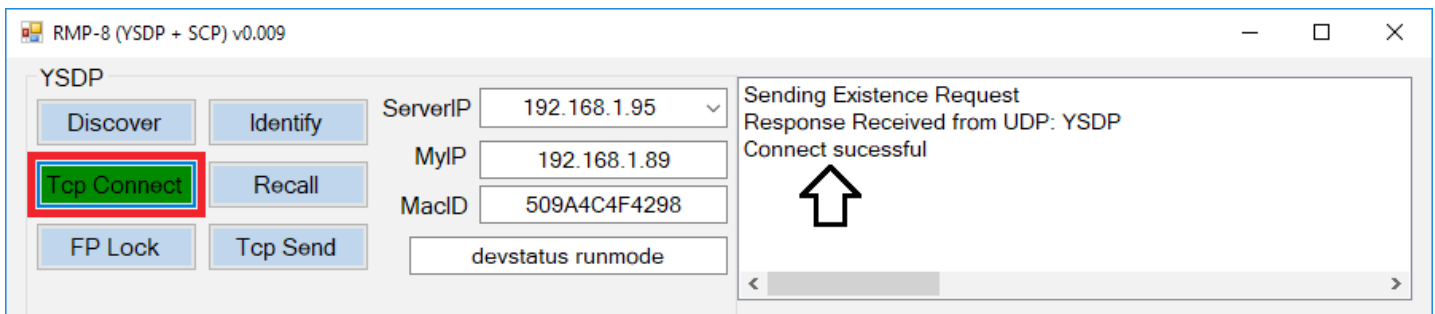 RMP-8 (YSDP + SCP) v0.009
YSDP
Discover
Identify
Tcp Connect
Recall
FP Lock
Tcp Send
ServerIP 192.168.1.95
MyIP 192.168.1.89
MacID 509A4C4F4298
devstatus runmode
Sending Existence Request
Response Received from UDP: YSDP
Connect sucessful